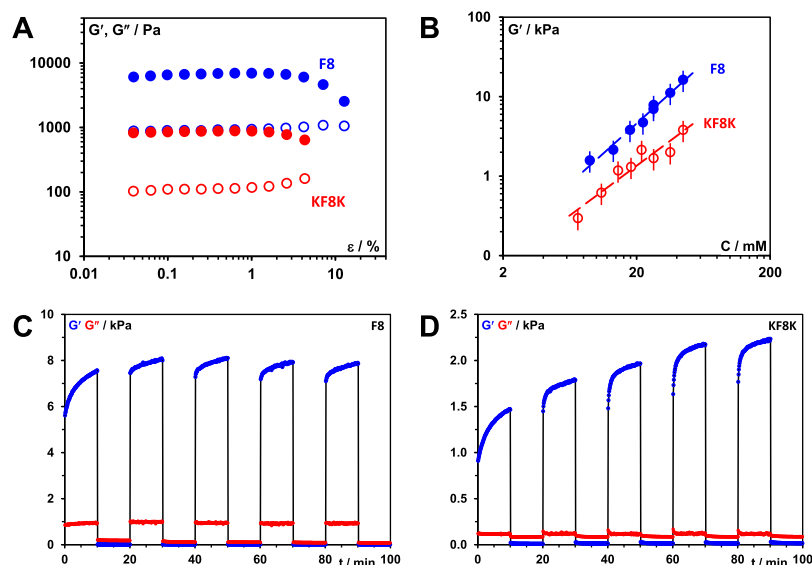 A
G′, G″ / Pa
10000
1000
100
10
0.01
0.1
1
10
ε / %
F8
KF8K
B
G′ / kPa
100
10
1
0
2
20
200
C / mM
F8
KF8K
C
G′ G″ / kPa
F8
10
8
6
4
2
0
0
20
40
60
80
100
t / min
D
G′ G″ / kPa
KF8K
2.5
2.0
1.5
1.0
0.5
0.0
0
20
40
60
80
100
t / min